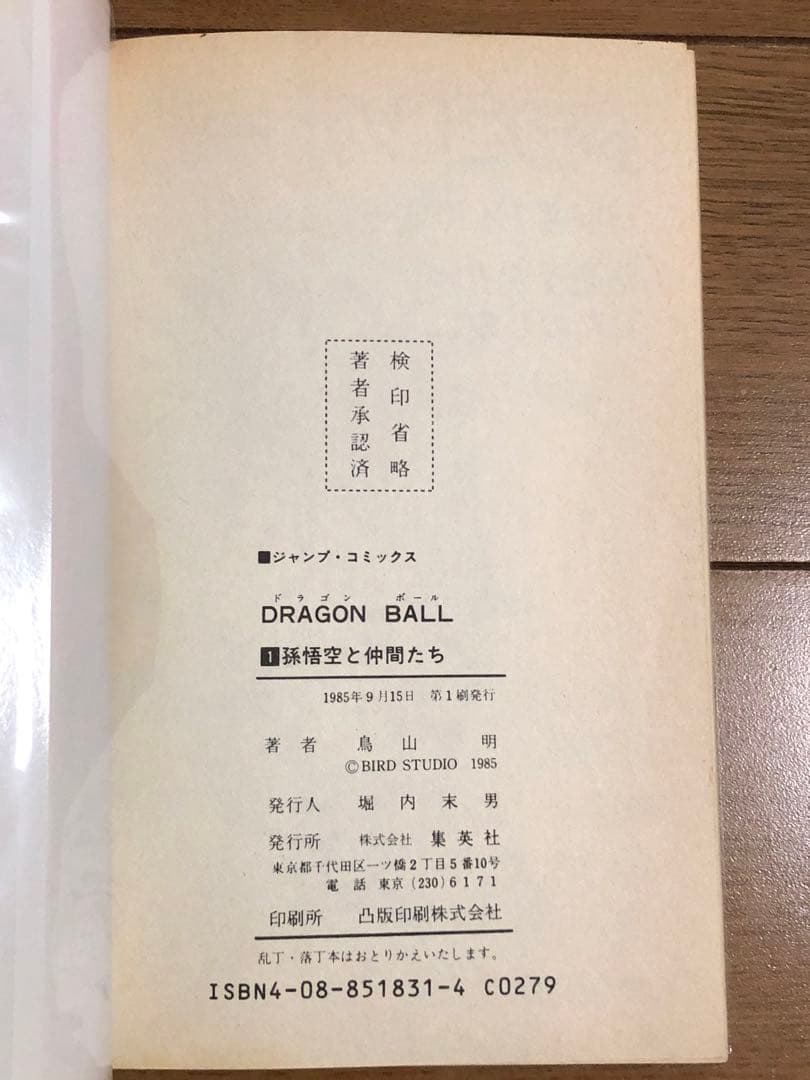 検印省略
著者承認済
■ジャンプ・コミックス
ドラゴン ボール
DRAGON BALL
1孫悟空と仲間たち
1985年9月15日 第1刷発行
著者 鳥山明
©BIRD STUDIO 1985
発行人 堀内末男
発行所 株式会社 集英社
東京都千代田区一ツ橋2丁目5番10号
電話 東京(230)6171
印刷所 凸版印刷株式会社
乱丁・落丁本はおとりかえいたします。
ISBN4-08-851831-4 C0279